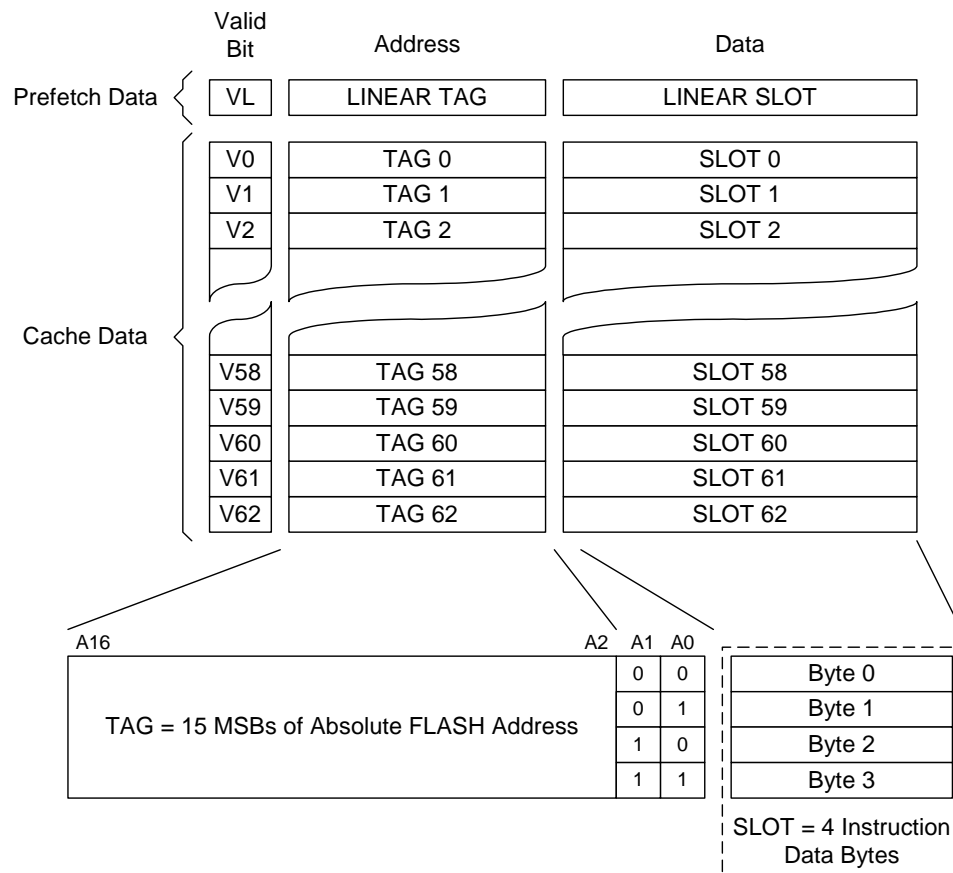 Valid
Bit
Address
Data
Prefetch Data
VL
LINEAR TAG
LINEAR SLOT
V0
TAG 0
SLOT 0
V1
TAG 1
SLOT 1
V2
TAG 2
SLOT 2
Cache Data
V58
TAG 58
SLOT 58
V59
TAG 59
SLOT 59
V60
TAG 60
SLOT 60
V61
TAG 61
SLOT 61
V62
TAG 62
SLOT 62
A16
A2
A1
A0
TAG = 15 MSBs of Absolute FLASH Address
0
0
Byte 0
0
1
Byte 1
1
0
Byte 2
1
1
Byte 3
SLOT = 4 Instruction
Data Bytes